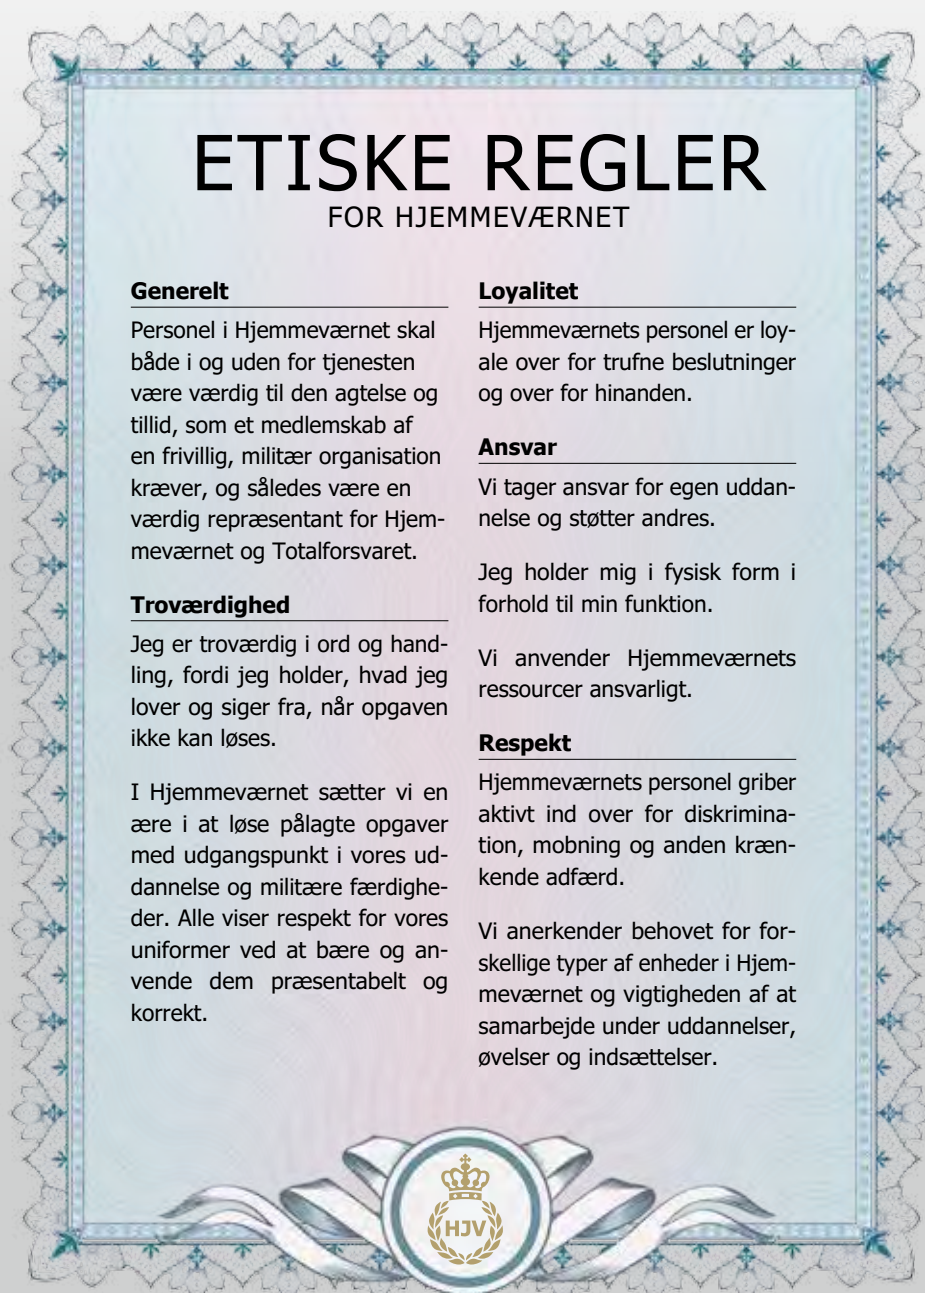 ETISKE REGLER
FOR HJEMMEVÆRNET
Generelt
Personel i Hjemmeværnet skal
både i og uden for tjenesten
være værdig til den agtelse og
tillid, som et medlemskab af
en frivillig, militær organisation
kræver, og således være en
værdig repræsentant for Hjem-
meværnet og Totalforsvaret.
Troværdighed
Jeg er troværdig i ord og hand-
ling, fordi jeg holder, hvad jeg
lover og siger fra, når opgaven
ikke kan løses.
I Hjemmeværnet sætter vi en
ære i at løse pålagte opgaver
med udgangspunkt i vores ud-
dannelse og militære færdighe-
der. Alle viser respekt for vores
uniformer ved at bære og an-
vende dem præsentabelt og
korrekt.
Loyalitet
Hjemmeværnets personel er loy-
ale over for trufne beslutninger
og over for hinanden.
Ansvar
Vi tager ansvar for egen uddan-
nelse og støtter andres.
Jeg holder mig i fysisk form i
forhold til min funktion.
Vi anvender Hjemmeværnets
ressourcer ansvarligt.
Respekt
Hjemmeværnets personel griber
aktivt ind over for diskrimina-
tion, mobning og anden kræn-
kende adfærd.
Vi anerkender behovet for for-
skellige typer af enheder i Hjem-
meværnet og vigtigheden af at
samarbejde under uddannelser,
øvelser og indsættelser.
HJV